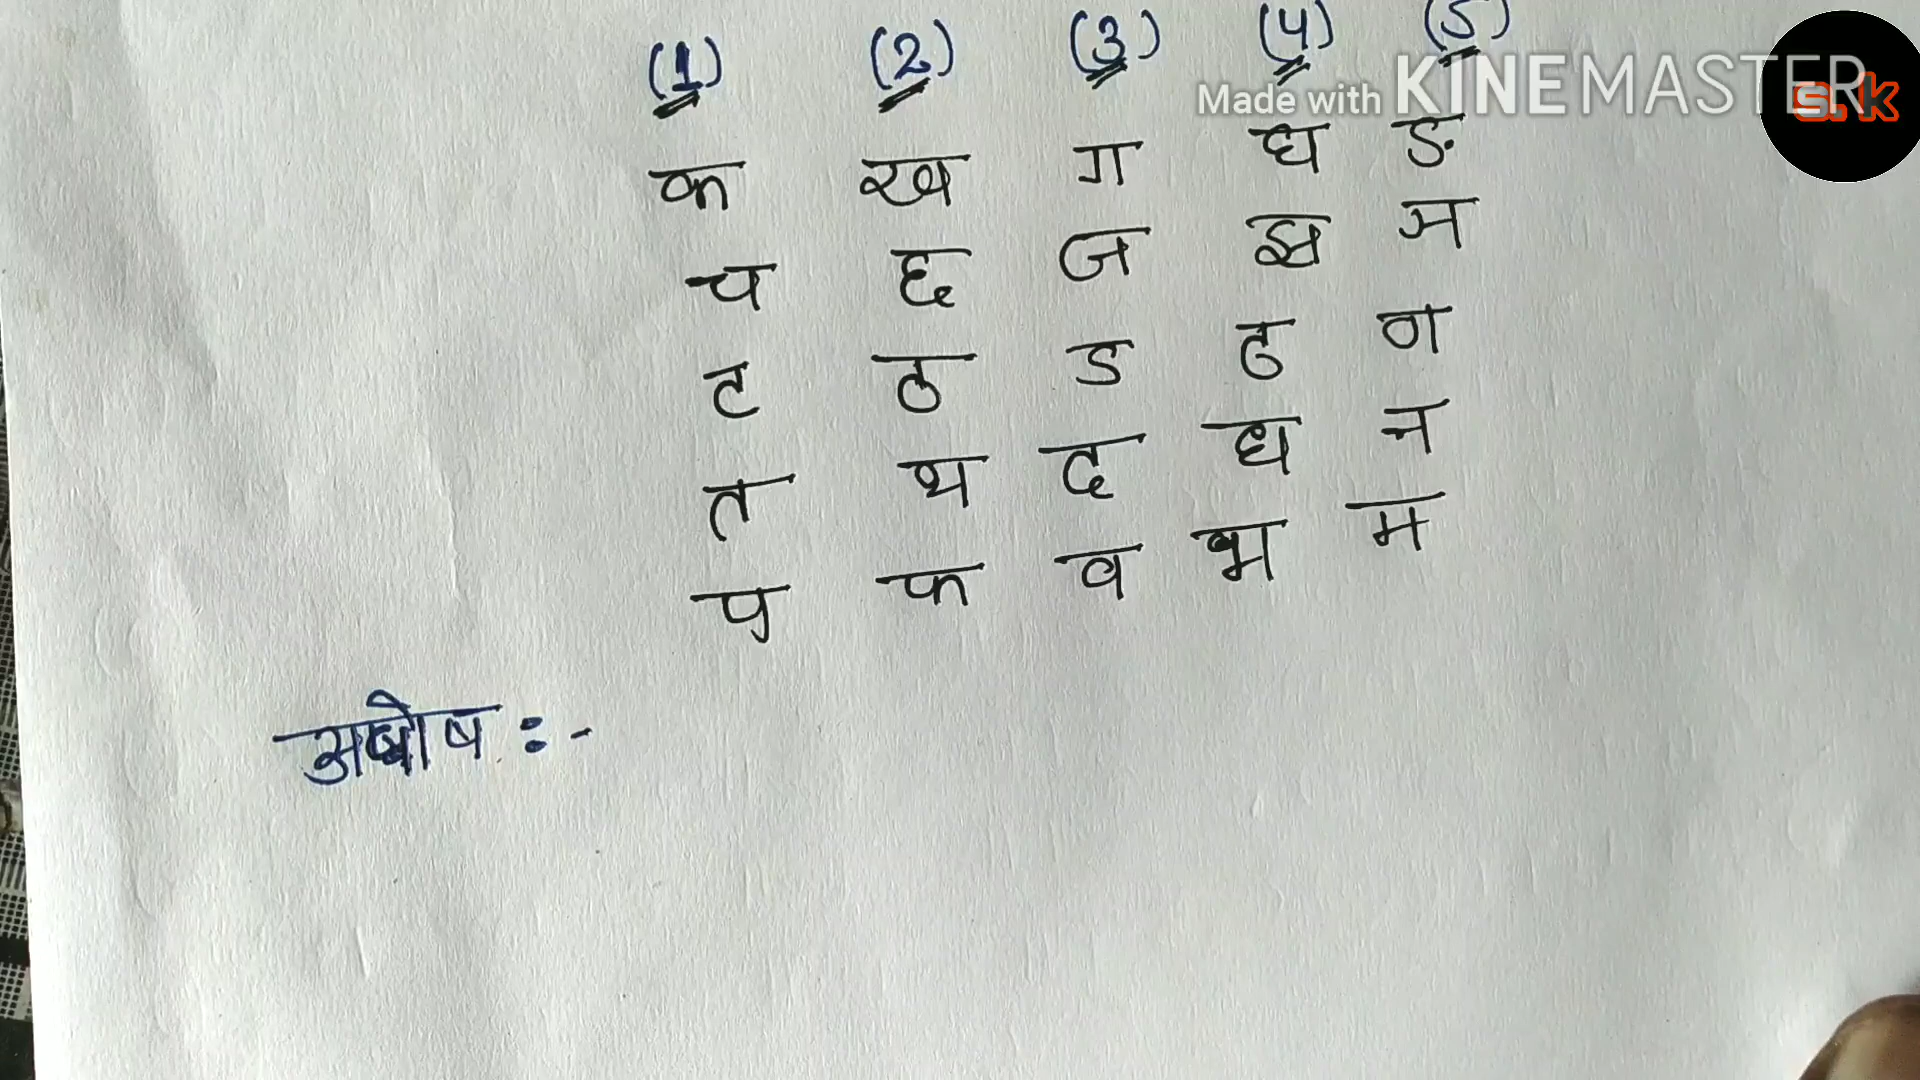 (1) (2) (3) (4) (5)
Made with KINEMASTER
s.k
क ख ग घ ङ
च छ ज झ ञ
ट ठ ड ढ ण
त थ द ध न
प फ व भ म
अघोष :-